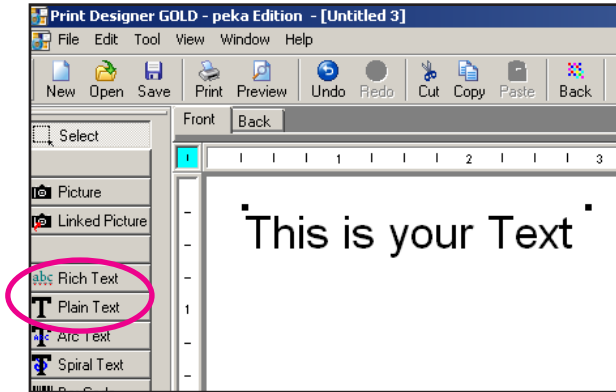 Print Designer GOLD - peka Edition - [Untitled 3]
File Edit Tool View Window Help
New Open Save Print Preview Undo Redo Cut Copy Paste Back
Front Back
Select
1 2 3
Picture
Linked Picture
This is your Text
abc Rich Text
T Plain Text
1
Arc Text
Spiral Text